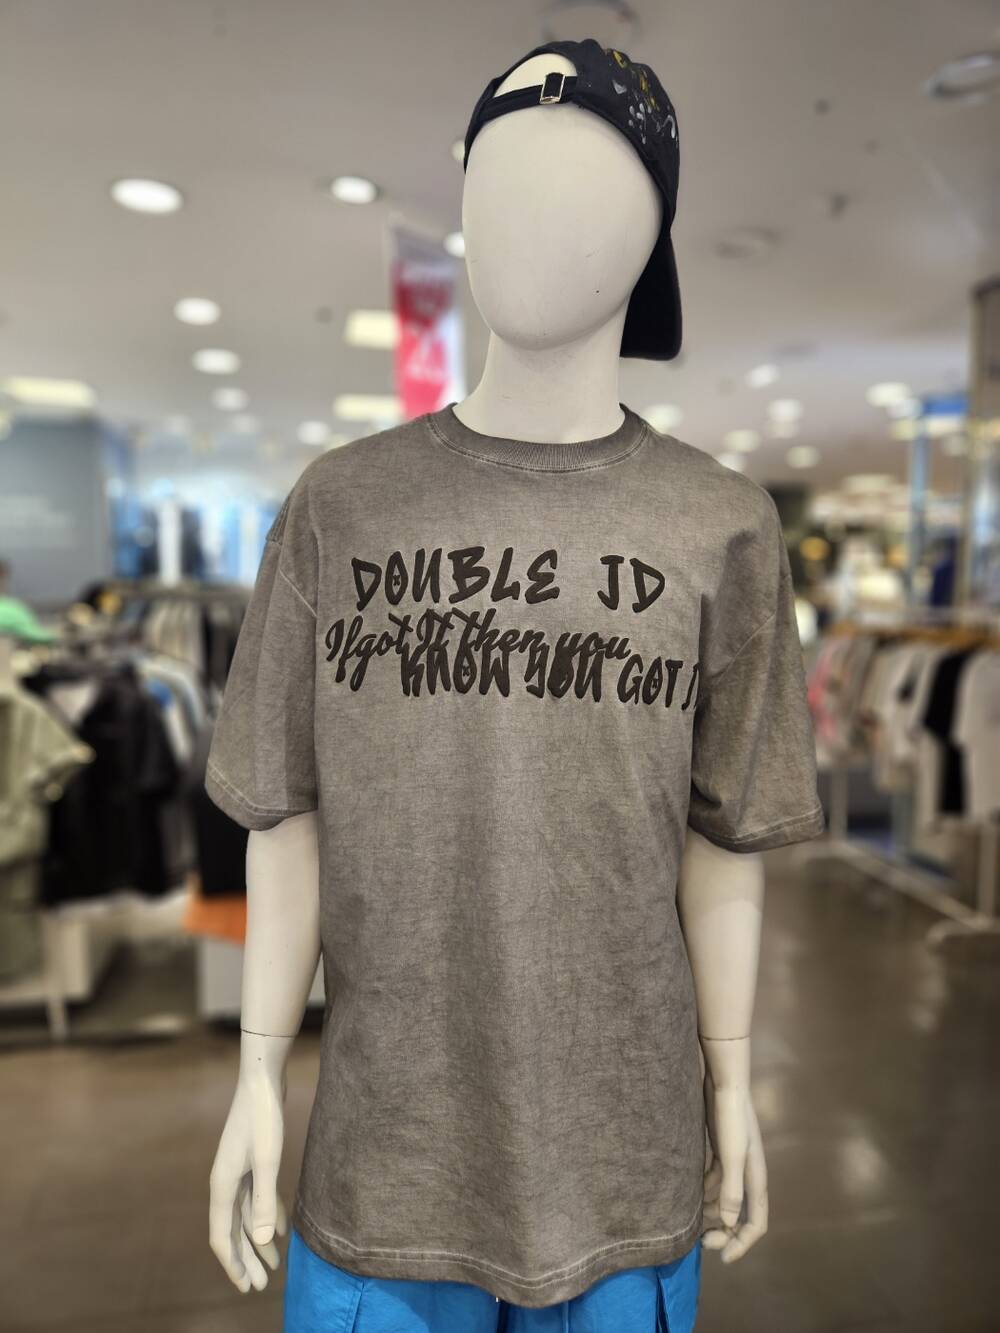 DOUBLE JD
If got It then you
KNOW YOU GOT I